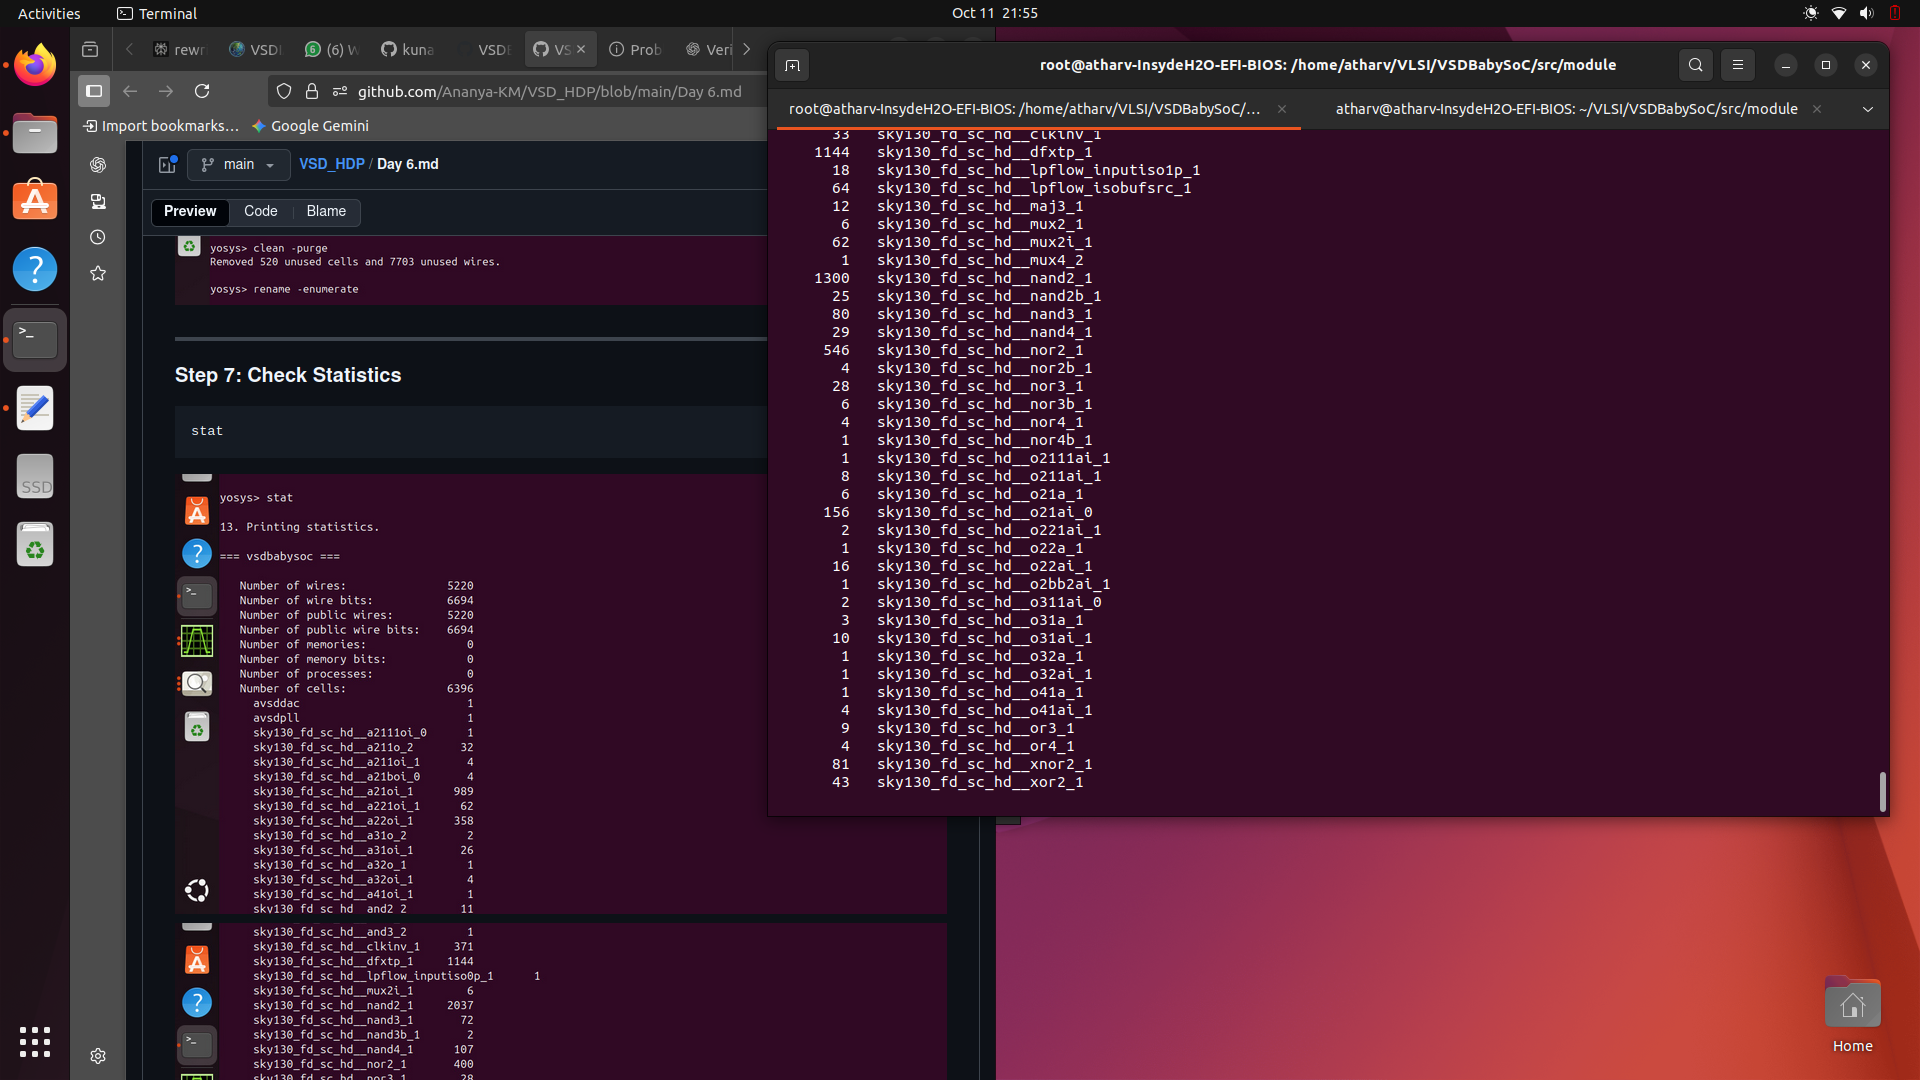 Activities
Terminal
Oct 11 21:55
rewr
VSDI
(6) W
kuna
VSDE
VS
Prob
Veri
github.com/Ananya-KM/VSD_HDP/blob/main/Day 6.md
Import bookmarks…
Google Gemini
main
VSD_HDP / Day 6.md
Preview
Code
Blame
yosys> clean -purge
Removed 520 unused cells and 7703 unused wires.
yosys> rename -enumerate
Step 7: Check Statistics
stat
yosys> stat
13. Printing statistics.
=== vsdbabysoc ===
Number of wires: 5220
Number of wire bits: 6694
Number of public wires: 5220
Number of public wire bits: 6694
Number of memories: 0
Number of memory bits: 0
Number of processes: 0
Number of cells: 6396
avsddac 1
avsdpll 1
sky130_fd_sc_hd__a2111oi_0 1
sky130_fd_sc_hd__a211o_2 32
sky130_fd_sc_hd__a211oi_1 4
sky130_fd_sc_hd__a21boi_0 4
sky130_fd_sc_hd__a21oi_1 989
sky130_fd_sc_hd__a221oi_1 62
sky130_fd_sc_hd__a22oi_1 358
sky130_fd_sc_hd__a31o_2 2
sky130_fd_sc_hd__a31oi_1 26
sky130_fd_sc_hd__a32o_1 1
sky130_fd_sc_hd__a32oi_1 4
sky130_fd_sc_hd__a41oi_1 1
sky130_fd_sc_hd__and2_2 11
sky130_fd_sc_hd__and3_2 1
sky130_fd_sc_hd__clkinv_1 371
sky130_fd_sc_hd__dfxtp_1 1144
sky130_fd_sc_hd__lpflow_inputiso0p_1 1
sky130_fd_sc_hd__mux2i_1 6
sky130_fd_sc_hd__nand2_1 2037
sky130_fd_sc_hd__nand3_1 72
sky130_fd_sc_hd__nand3b_1 2
sky130_fd_sc_hd__nand4_1 107
sky130_fd_sc_hd__nor2_1 400
sky130_fd_sc_hd__nor3_1 28
root@atharv-InsydeH2O-EFI-BIOS: /home/atharv/VLSI/VSDBabySoC/src/module
root@atharv-InsydeH2O-EFI-BIOS: /home/atharv/VLSI/VSDBabySoC/…
atharv@atharv-InsydeH2O-EFI-BIOS: ~/VLSI/VSDBabySoC/src/module
33 sky130_fd_sc_hd__clkinv_1
1144 sky130_fd_sc_hd__dfxtp_1
18 sky130_fd_sc_hd__lpflow_inputiso1p_1
64 sky130_fd_sc_hd__lpflow_isobufsrc_1
12 sky130_fd_sc_hd__maj3_1
6 sky130_fd_sc_hd__mux2_1
62 sky130_fd_sc_hd__mux2i_1
1 sky130_fd_sc_hd__mux4_2
1300 sky130_fd_sc_hd__nand2_1
25 sky130_fd_sc_hd__nand2b_1
80 sky130_fd_sc_hd__nand3_1
29 sky130_fd_sc_hd__nand4_1
546 sky130_fd_sc_hd__nor2_1
4 sky130_fd_sc_hd__nor2b_1
28 sky130_fd_sc_hd__nor3_1
6 sky130_fd_sc_hd__nor3b_1
4 sky130_fd_sc_hd__nor4_1
1 sky130_fd_sc_hd__nor4b_1
1 sky130_fd_sc_hd__o2111ai_1
8 sky130_fd_sc_hd__o211ai_1
6 sky130_fd_sc_hd__o21a_1
156 sky130_fd_sc_hd__o21ai_0
2 sky130_fd_sc_hd__o221ai_1
1 sky130_fd_sc_hd__o22a_1
16 sky130_fd_sc_hd__o22ai_1
1 sky130_fd_sc_hd__o2bb2ai_1
2 sky130_fd_sc_hd__o311ai_0
3 sky130_fd_sc_hd__o31a_1
10 sky130_fd_sc_hd__o31ai_1
1 sky130_fd_sc_hd__o32a_1
1 sky130_fd_sc_hd__o32ai_1
1 sky130_fd_sc_hd__o41a_1
4 sky130_fd_sc_hd__o41ai_1
9 sky130_fd_sc_hd__or3_1
4 sky130_fd_sc_hd__or4_1
81 sky130_fd_sc_hd__xnor2_1
43 sky130_fd_sc_hd__xor2_1
SSD
Home